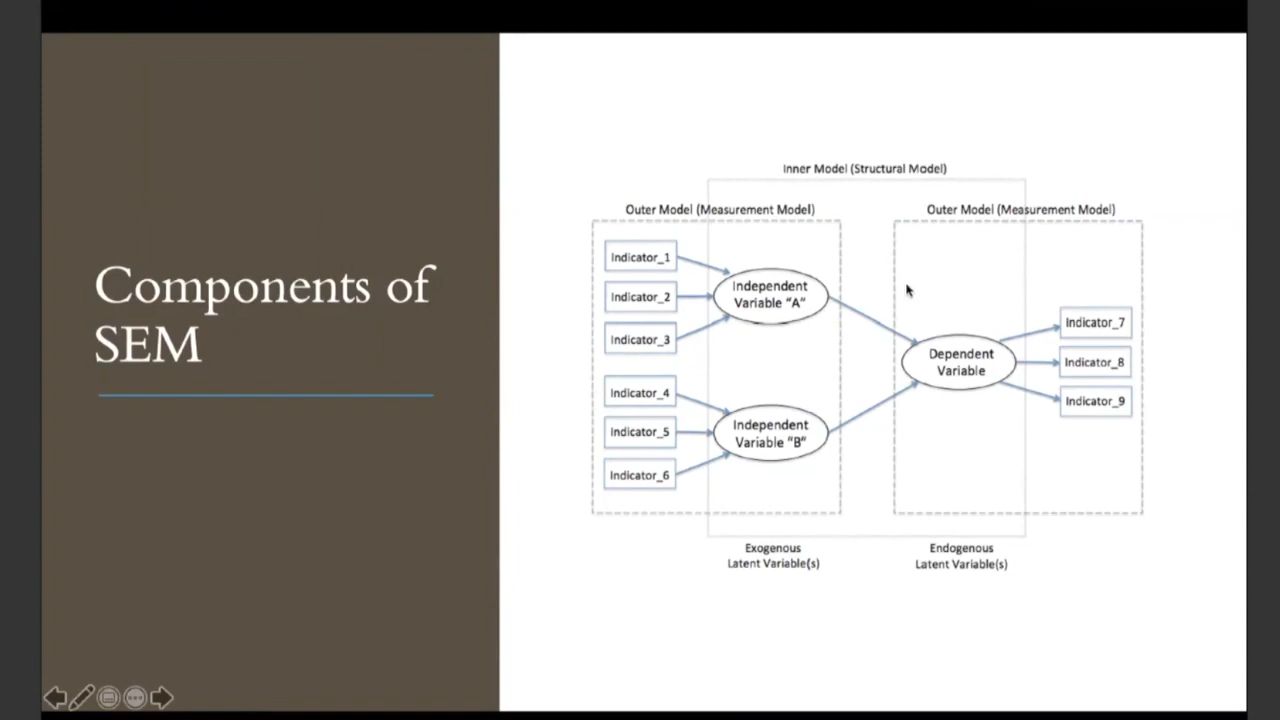 Components of
SEM
Inner Model (Structural Model)
Outer Model (Measurement Model)
Outer Model (Measurement Model)
Indicator_1
Indicator_2
Indicator_3
Independent
Variable “A”
Indicator_4
Indicator_5
Indicator_6
Independent
Variable “B”
Dependent
Variable
Indicator_7
Indicator_8
Indicator_9
Exogenous
Latent Variable(s)
Endogenous
Latent Variable(s)